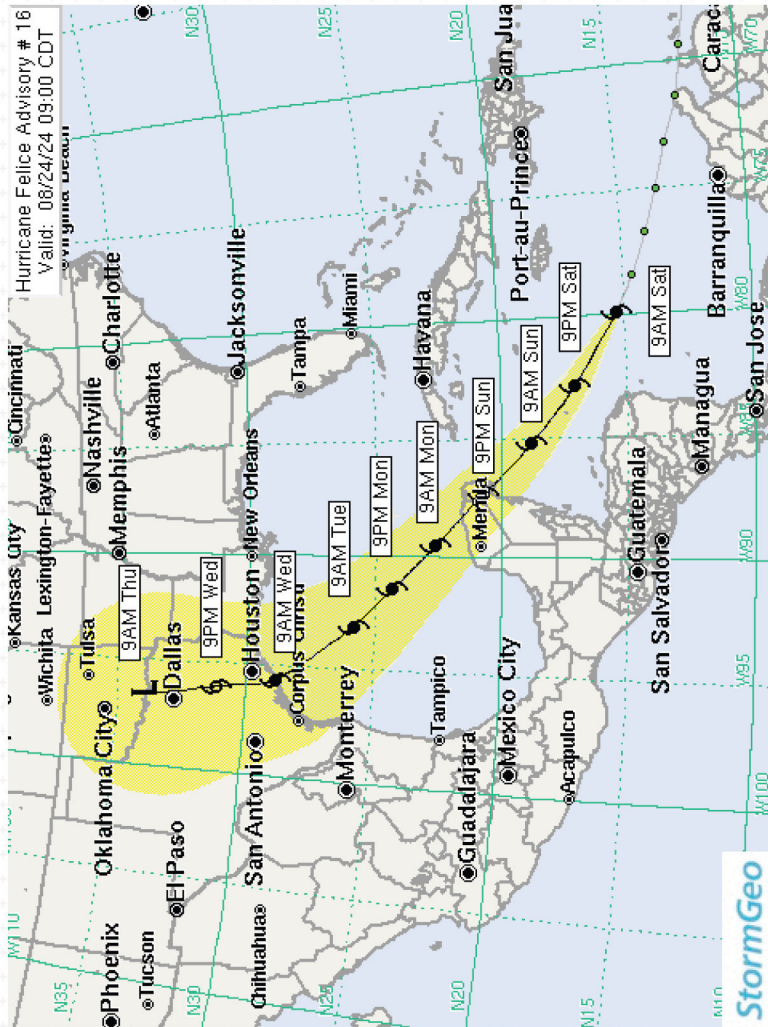 Hurricane Felice Advisory # 16
Valid: 08/24/24 09:00 CDT
W110
Kansas City
Cincinnati
Wichita
Lexington-Fayette
Virginia Beach
N35
Tulsa
Nashville
Oklahoma City
Memphis
Charlotte
Phoenix
9AM Thu
Tucson
Atlanta
El Paso
Dallas
N30
9PM Wed
Jacksonville
San Antonio
Houston
New Orleans
Chihuahua
9AM Wed
Corpus Christi
Tampa
N25
Monterrey
9AM Tue
Miami
9PM Mon
Havana
9AM Mon
Tampico
N20
Guadalajara
Merida
9PM Sun
Mexico City
9AM Sun
San Jua
Port-au-Prince
Acapulco
9PM Sat
N15
Guatemala
San Salvador
9AM Sat
Managua
Barranquilla
Caraca
N10
San Jose
W100
W95
W90
W85
W80
W75
W70
StormGeo